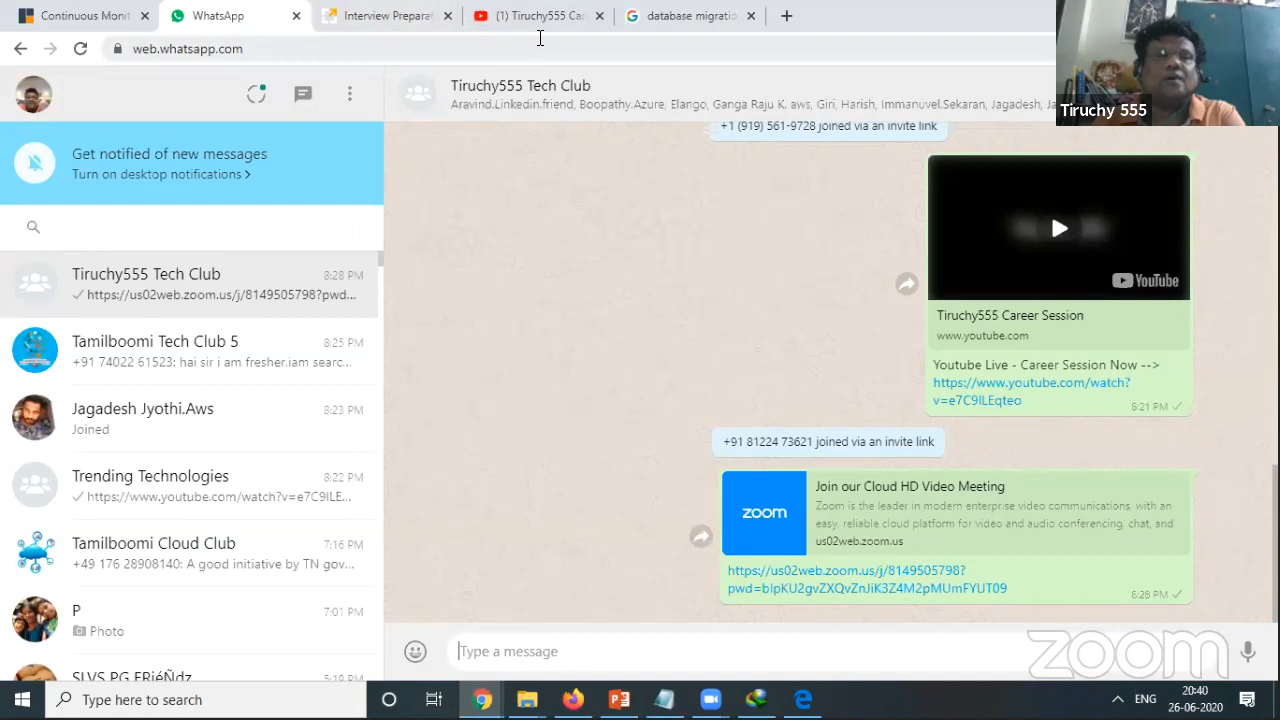 Continuous Monit
WhatsApp
Interview Preparat
(1) Tiruchy555 Ca
database migratio
web.whatsapp.com
Tiruchy555 Tech Club
Aravind.Linkedin.friend, Boopathy.Azure, Elango, Ganga Raju K. aws, Giri, Harish, Immanuvel.Sekaran, Jagadesh, Ja
Tiruchy 555
Get notified of new messages
Turn on desktop notifications >
Tiruchy555 Tech Club
8:28 PM
https://us02web.zoom.us/j/8149505798?pwd...
Tamilboomi Tech Club 5
8:25 PM
+91 74022 61523: hai sir i am fresher.iam searc...
Jagadesh Jyothi.Aws
8:23 PM
Joined
Trending Technologies
8:22 PM
https://www.youtube.com/watch?v=e7C9ILE...
Tamilboomi Cloud Club
7:16 PM
+49 176 28908140: A good initiative by TN gov...
P
7:01 PM
Photo
SLVS PG FRiéÑdz
5:19 PM
+1 (919) 561-9728 joined via an invite link
YouTube
Tiruchy555 Career Session
www.youtube.com
Youtube Live - Career Session Now -->
https://www.youtube.com/watch?
v=e7C9ILEqteo
8:21 PM
+91 81224 73621 joined via an invite link
zoom
Join our Cloud HD Video Meeting
Zoom is the leader in modern enterprise video communications, with an
easy, reliable cloud platform for video and audio conferencing, chat, and
us02web.zoom.us
https://us02web.zoom.us/j/8149505798?
pwd=blpKU2gvZXQvZnJiK3Z4M2pMUmFYUT09
8:28 PM
Type a message
zoom
Type here to search
ENG
20:40
26-06-2020